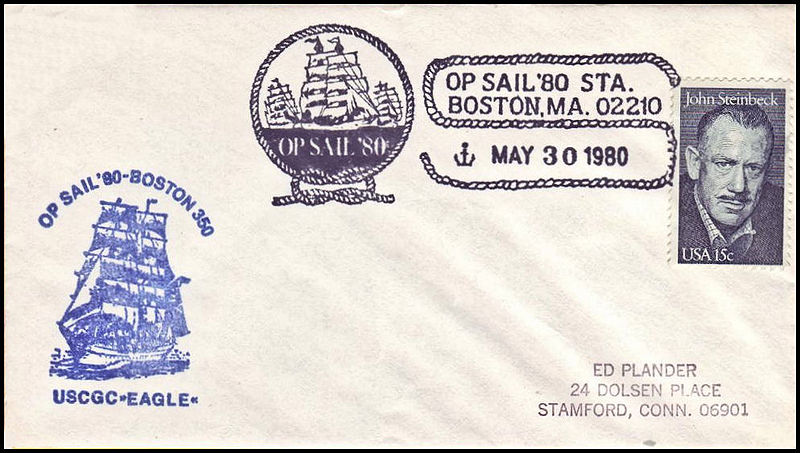 OP SAIL '80
OP SAIL '80 STA.
BOSTON, MA. 02210
MAY 30 1980
John Steinbeck
USA 15c
OP SAIL '80-BOSTON 350
USCGC "EAGLE"
ED PLANDER
24 DOLSEN PLACE
STAMFORD, CONN. 06901